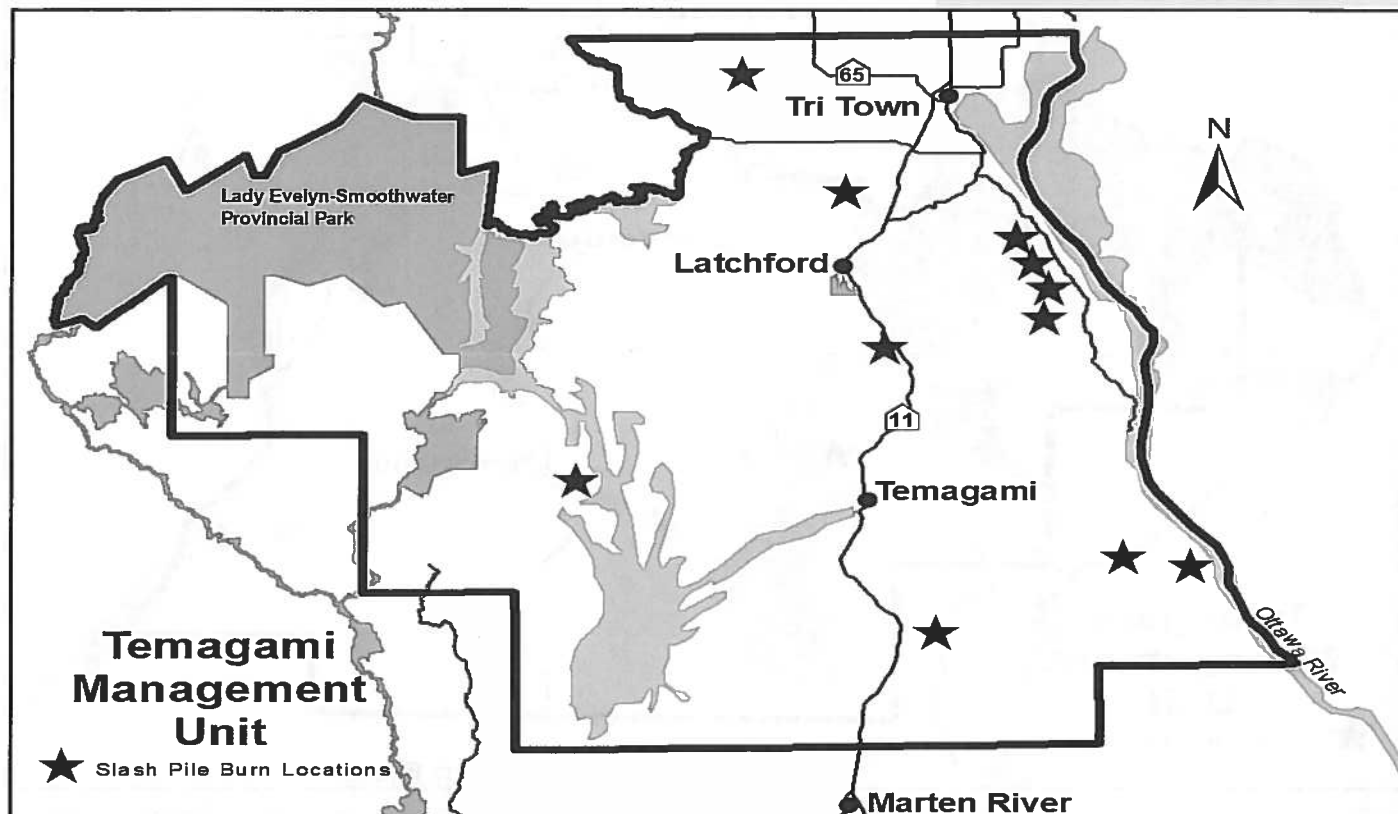 65
Tri Town
N
Lady Evelyn-Smoothwater
Provincial Park
Latchford
11
Temagami
Ottawa River
Temagami
Management
Unit
Slash Pile Burn Locations
Marten River